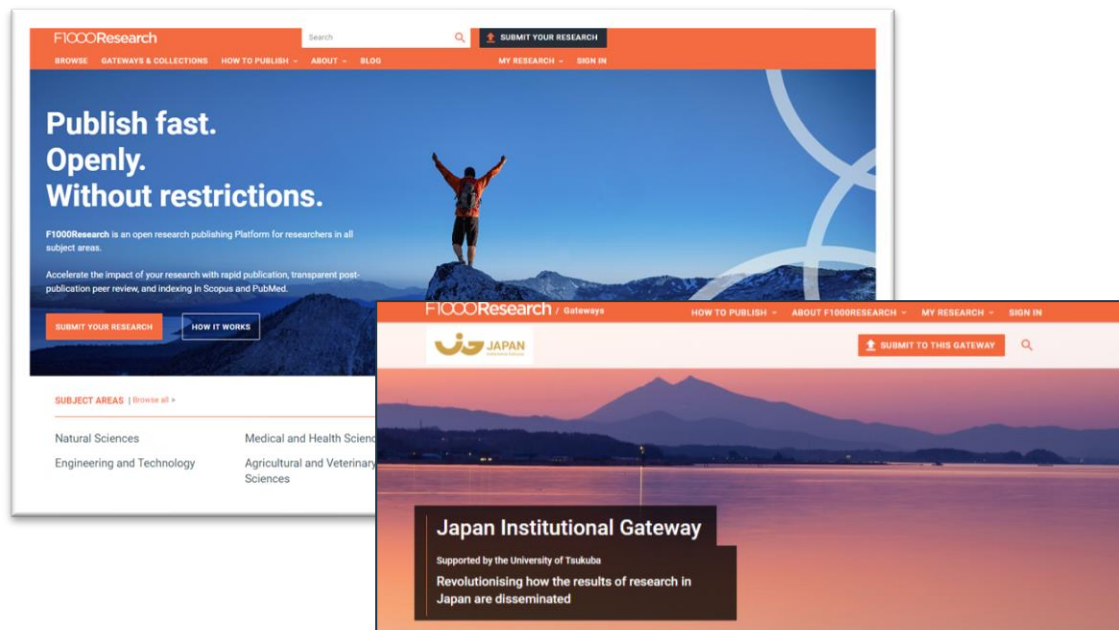 F1000Research
Search
SUBMIT YOUR RESEARCH
BROWSE GATEWAYS & COLLECTIONS HOW TO PUBLISH ABOUT BLOG
MY RESEARCH SIGN IN
Publish fast.
Openly.
Without restrictions.
F1000Research is an open research publishing Platform for researchers in all
subject areas.
Accelerate the impact of your research with rapid publication, transparent post-
publication peer review, and indexing in Scopus and PubMed.
SUBMIT YOUR RESEARCH
HOW IT WORKS
SUBJECT AREAS | Browse all >
Natural Sciences
Medical and Health Scienc
Engineering and Technology
Agricultural and Veterinary
Sciences
F1000Research / Gateways
HOW TO PUBLISH ABOUT F1000RESEARCH MY RESEARCH SIGN IN
JAPAN
Institutional Gateway
SUBMIT TO THIS GATEWAY
Japan Institutional Gateway
Supported by the University of Tsukuba
Revolutionising how the results of research in
Japan are disseminated